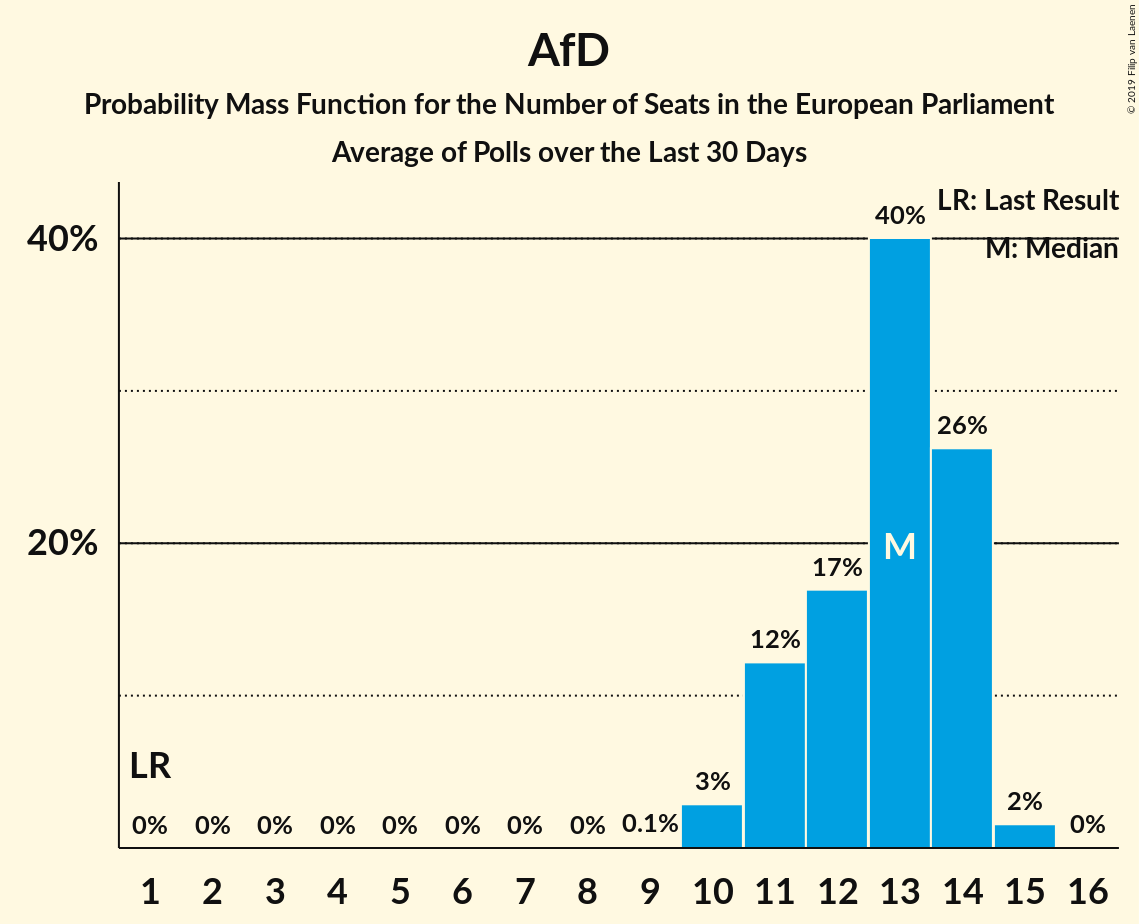 AfD
Probability Mass Function for the Number of Seats in the European Parliament
Average of Polls over the Last 30 Days
© 2019 Filip van Laenen
LR: Last Result
M: Median
40%
20%
40%
26%
M
17%
12%
LR
3%
2%
0% 0% 0% 0% 0% 0% 0% 0% 0.1% 0%
1 2 3 4 5 6 7 8 9 10 11 12 13 14 15 16